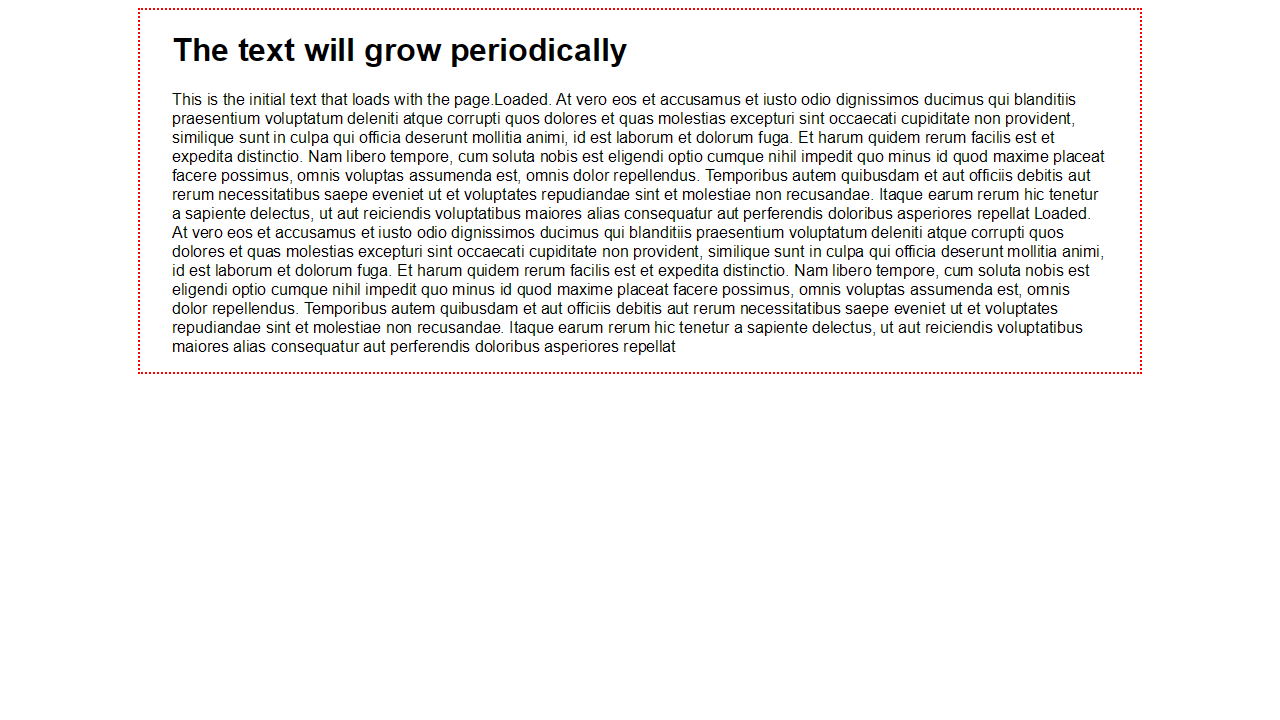 The text will grow periodically
This is the initial text that loads with the page.Loaded. At vero eos et accusamus et iusto odio dignissimos ducimus qui blanditiis
praesentium voluptatum deleniti atque corrupti quos dolores et quas molestias excepturi sint occaecati cupiditate non provident,
similique sunt in culpa qui officia deserunt mollitia animi, id est laborum et dolorum fuga. Et harum quidem rerum facilis est et
expedita distinctio. Nam libero tempore, cum soluta nobis est eligendi optio cumque nihil impedit quo minus id quod maxime placeat
facere possimus, omnis voluptas assumenda est, omnis dolor repellendus. Temporibus autem quibusdam et aut officiis debitis aut
rerum necessitatibus saepe eveniet ut et voluptates repudiandae sint et molestiae non recusandae. Itaque earum rerum hic tenetur
a sapiente delectus, ut aut reiciendis voluptatibus maiores alias consequatur aut perferendis doloribus asperiores repellat Loaded.
At vero eos et accusamus et iusto odio dignissimos ducimus qui blanditiis praesentium voluptatum deleniti atque corrupti quos
dolores et quas molestias excepturi sint occaecati cupiditate non provident, similique sunt in culpa qui officia deserunt mollitia animi,
id est laborum et dolorum fuga. Et harum quidem rerum facilis est et expedita distinctio. Nam libero tempore, cum soluta nobis est
eligendi optio cumque nihil impedit quo minus id quod maxime placeat facere possimus, omnis voluptas assumenda est, omnis
dolor repellendus. Temporibus autem quibusdam et aut officiis debitis aut rerum necessitatibus saepe eveniet ut et voluptates
repudiandae sint et molestiae non recusandae. Itaque earum rerum hic tenetur a sapiente delectus, ut aut reiciendis voluptatibus
maiores alias consequatur aut perferendis doloribus asperiores repellat